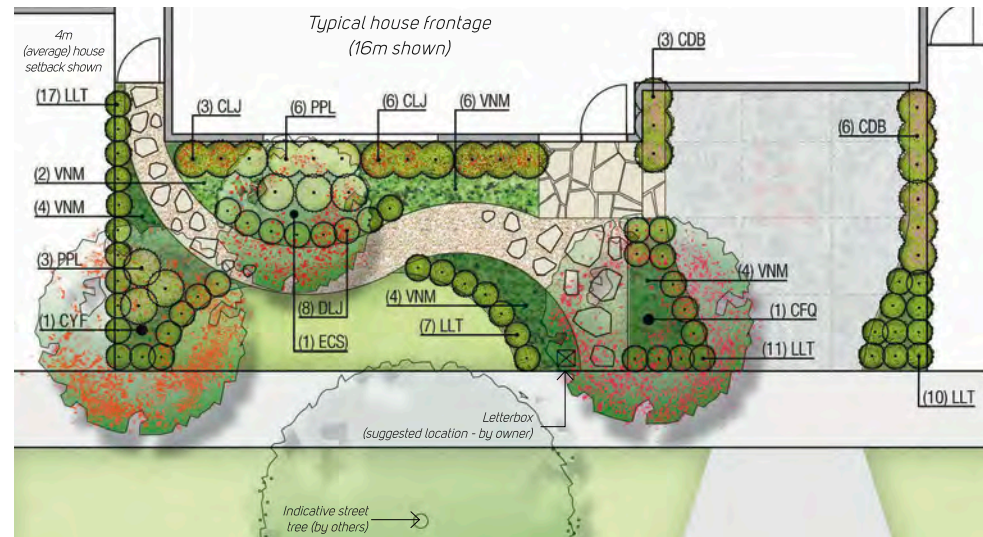 Typical house frontage
(16m shown)
4m
(average) house
setback shown
(3) CDB
(17) LLT
(3) CLJ
(6) PPL
(6) CLJ
(6) VNM
(6) CDB
(2) VNM
(4) VNM
(3) PPL
(4) VNM
(4) VNM
(8) DLJ
(1) CYF
(1) CFQ
(7) LLT
(1) ECS
(11) LLT
(10) LLT
Letterbox
(suggested location - by owner)
Indicative street
tree (by others)